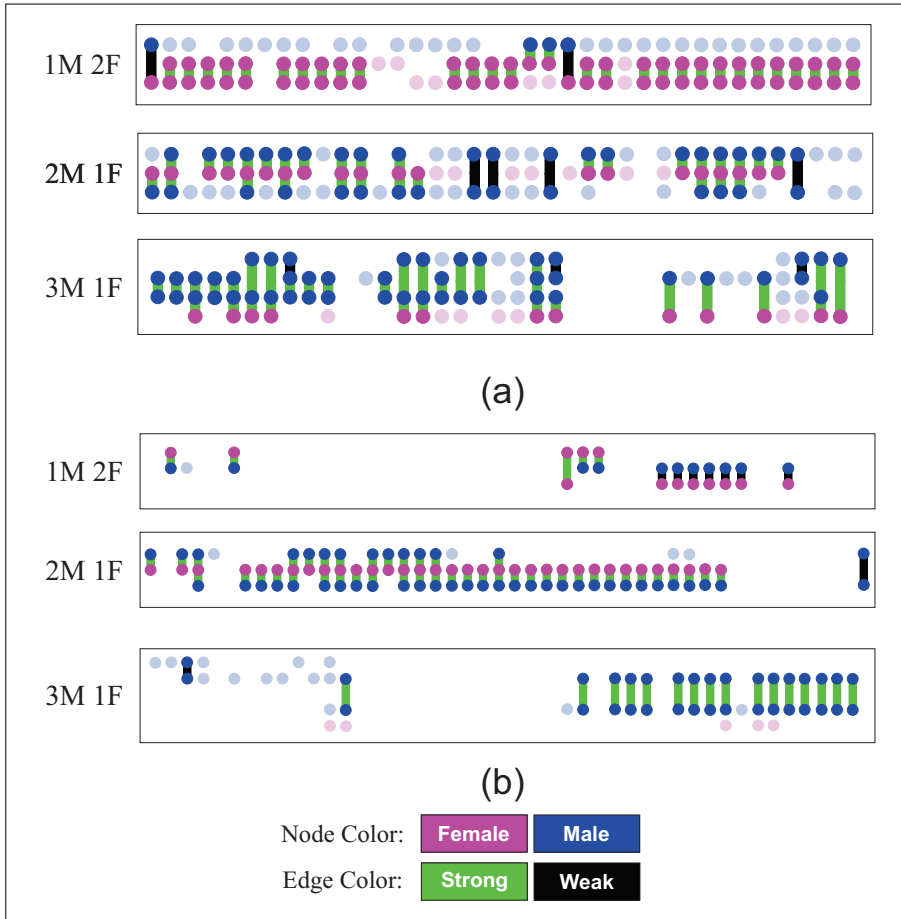 1M 2F
2M 1F
3M 1F
(a)
1M 2F
2M 1F
3M 1F
(b)
Node Color: Female Male
Edge Color: Strong Weak